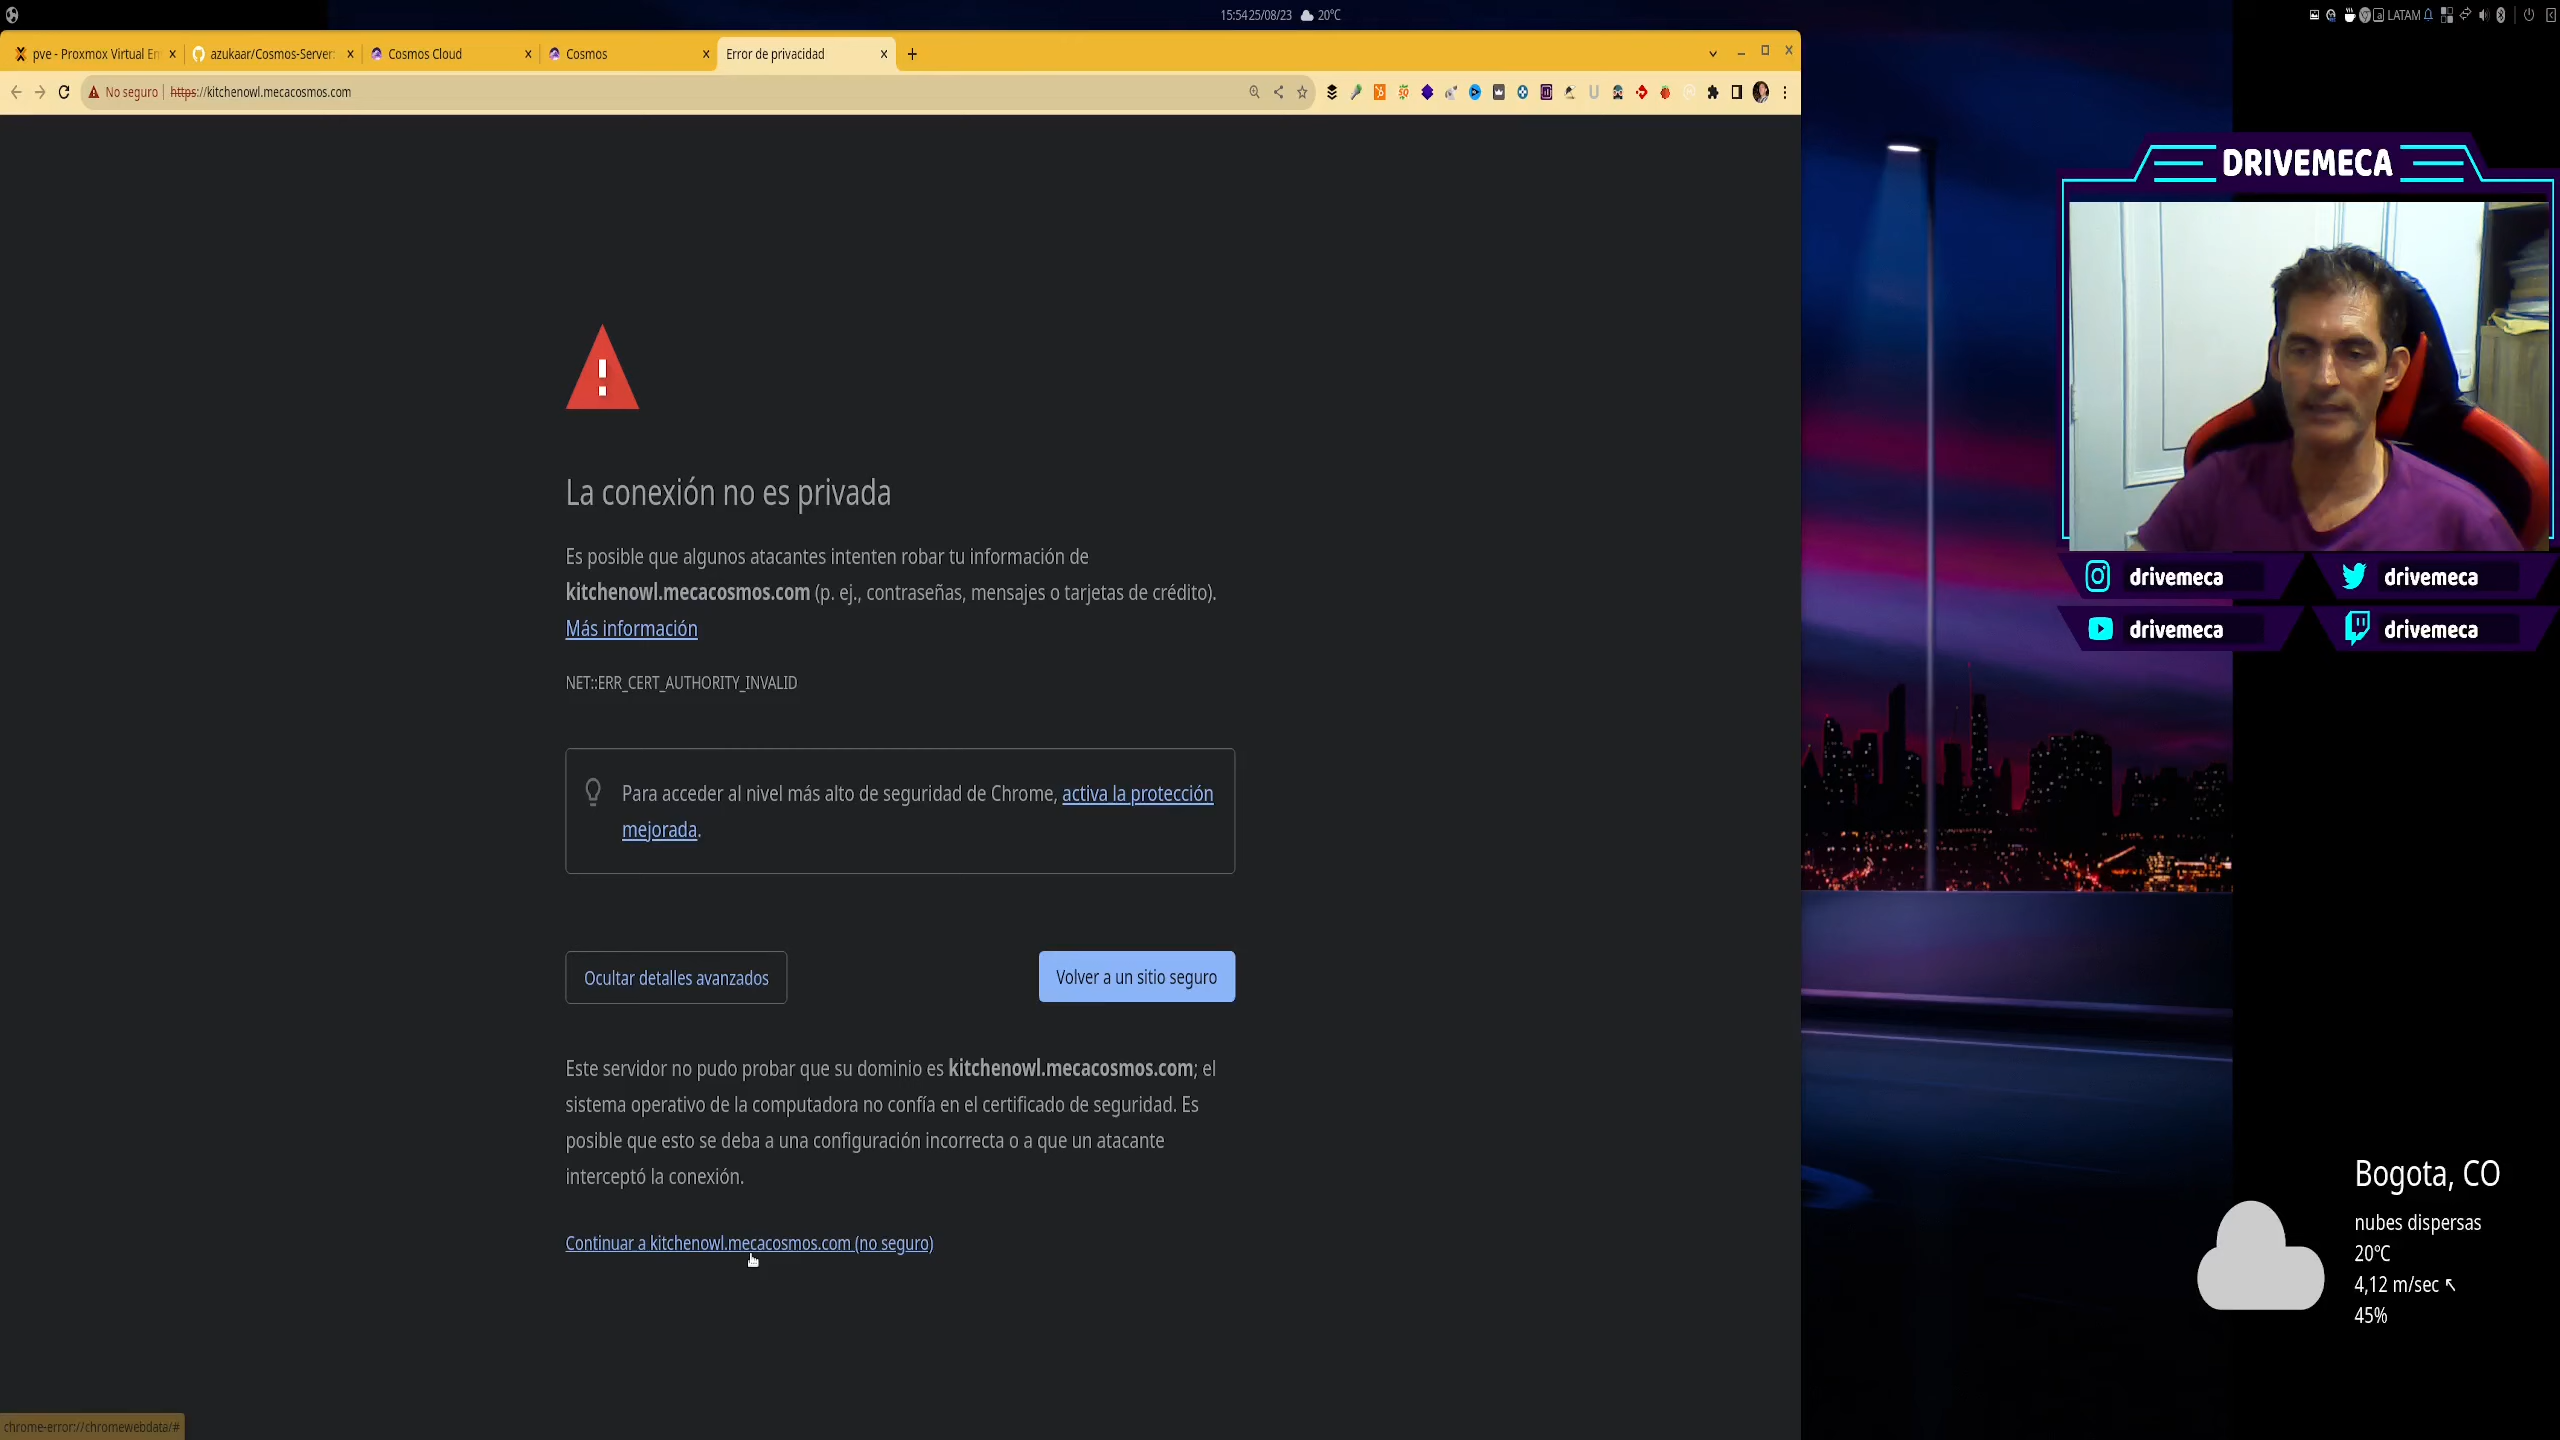 15:54 25/08/23 20°C
LATAM
pve - Proxmox Virtual En
azukaar/Cosmos-Server:
Cosmos Cloud
Cosmos
Error de privacidad
No seguro
https://kitchenowl.mecacosmos.com
La conexión no es privada
Es posible que algunos atacantes intenten robar tu información de
kitchenowl.mecacosmos.com (p. ej., contraseñas, mensajes o tarjetas de crédito).
Más información
NET::ERR_CERT_AUTHORITY_INVALID
Para acceder al nivel más alto de seguridad de Chrome, activa la protección
mejorada.
Ocultar detalles avanzados
Volver a un sitio seguro
Este servidor no pudo probar que su dominio es kitchenowl.mecacosmos.com; el
sistema operativo de la computadora no confía en el certificado de seguridad. Es
posible que esto se deba a una configuración incorrecta o a que un atacante
interceptó la conexión.
Continuar a kitchenowl.mecacosmos.com (no seguro)
chrome-error://chromewebdata/#
DRIVEMECA
drivemeca
drivemeca
drivemeca
drivemeca
Bogota, CO
nubes dispersas
20°C
4,12 m/sec ↖
45%